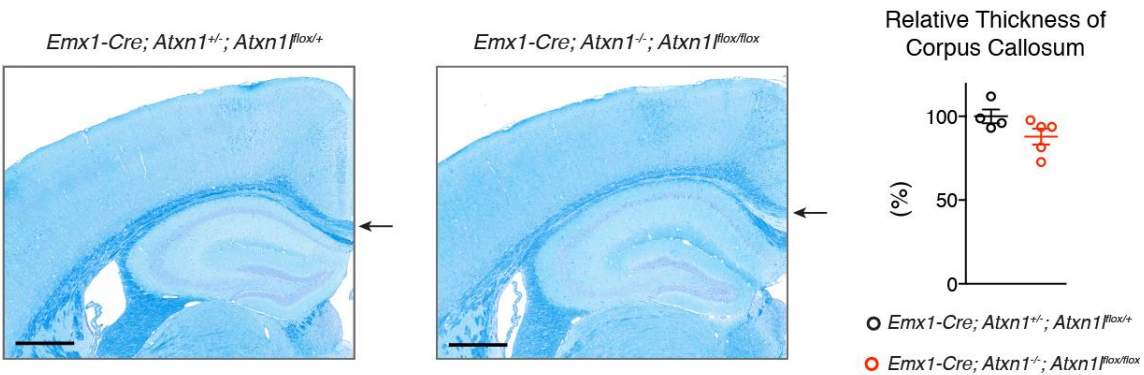 Emx1-Cre; Atxn1+/-; Atxn1lflox/+
Emx1-Cre; Atxn1-/-; Atxn1lflox/flox
Relative Thickness of
Corpus Callosum
100
50
0
(%)
Emx1-Cre; Atxn1+/-; Atxn1lflox/+
Emx1-Cre; Atxn1-/-; Atxn1lflox/flox